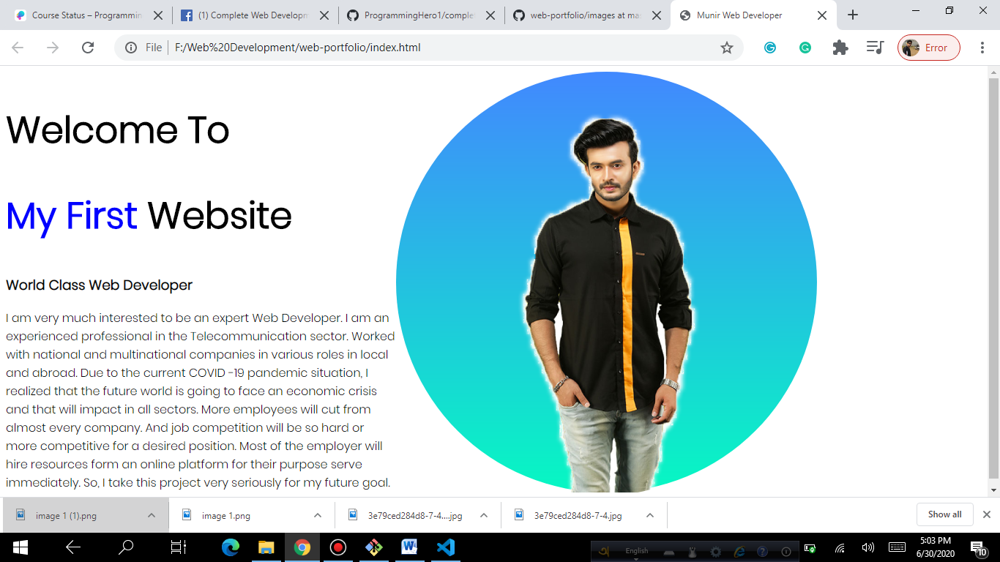 Course Status – Programmin
(1) Complete Web Developm
ProgrammingHero1/comple
web-portfolio/images at ma
Munir Web Developer
File
F:/Web%20Development/web-portfolio/index.html
Error
Welcome To
My First Website
World Class Web Developer
I am very much interested to be an expert Web Developer. I am an
experienced professional in the Telecommunication sector. Worked
with national and multinational companies in various roles in local
and abroad. Due to the current COVID -19 pandemic situation, I
realized that the future world is going to face an economic crisis
and that will impact in all sectors. More employees will cut from
almost every company. And job competition will be so hard or
more competitive for a desired position. Most of the employer will
hire resources form an online platform for their purpose serve
immediately. So, I take this project very seriously for my future goal.
image 1 (1).png
image 1.png
3e79ced284d8-7-4....jpg
3e79ced284d8-7-4.jpg
Show all
English
5:03 PM
6/30/2020
10